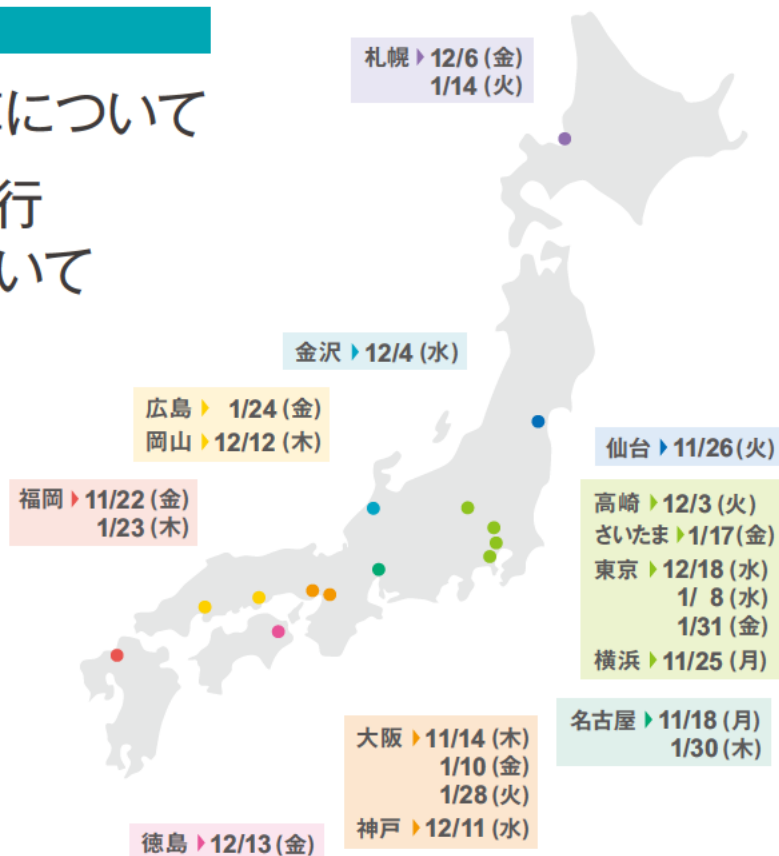 について
行
いて
札幌 12/6 (金)
1/14 (火)
金沢 12/4 (水)
広島 1/24 (金)
岡山 12/12 (木)
仙台 11/26 (火)
福岡 11/22 (金)
1/23 (木)
高崎 12/3 (火)
さいたま 1/17 (金)
東京 12/18 (水)
1/ 8 (水)
1/31 (金)
横浜 11/25 (月)
名古屋 11/18 (月)
1/30 (木)
大阪 11/14 (木)
1/10 (金)
1/28 (火)
神戸 12/11 (水)
徳島 12/13 (金)